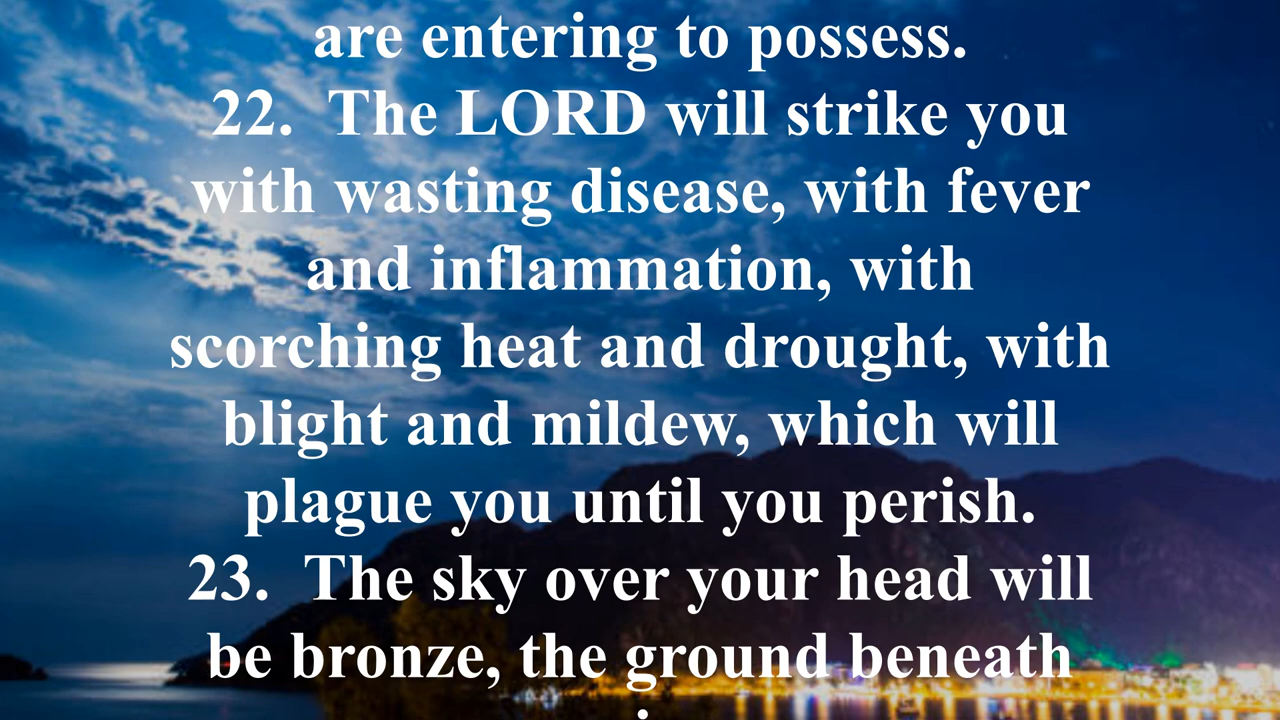 are entering to possess.
22.  The LORD will strike you
with wasting disease, with fever
and inflammation, with
scorching heat and drought, with
blight and mildew, which will
plague you until you perish.
23.  The sky over your head will
be bronze, the ground beneath